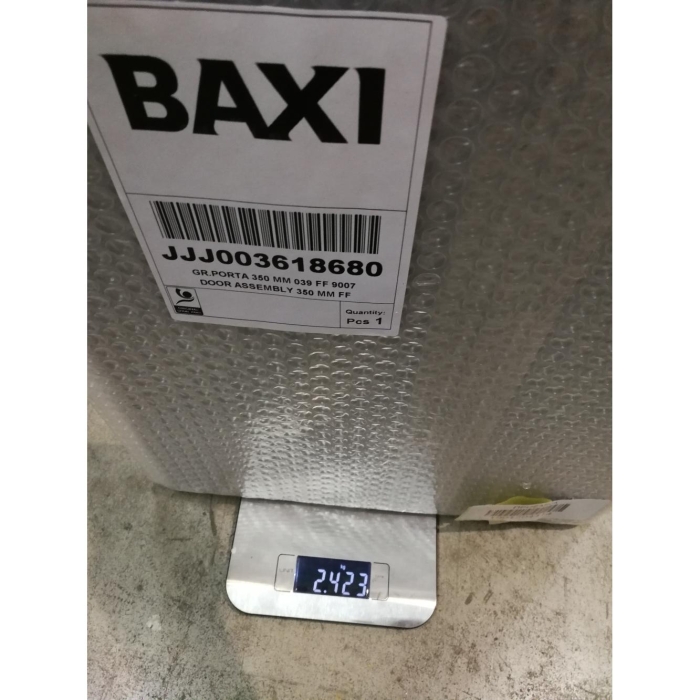 BAXI
JJJ003618680
GR.PORTA 350 MM 039 FF 9007
DOOR ASSEMBLY 350 MM FF
Quantity:
Pcs 1
2.423